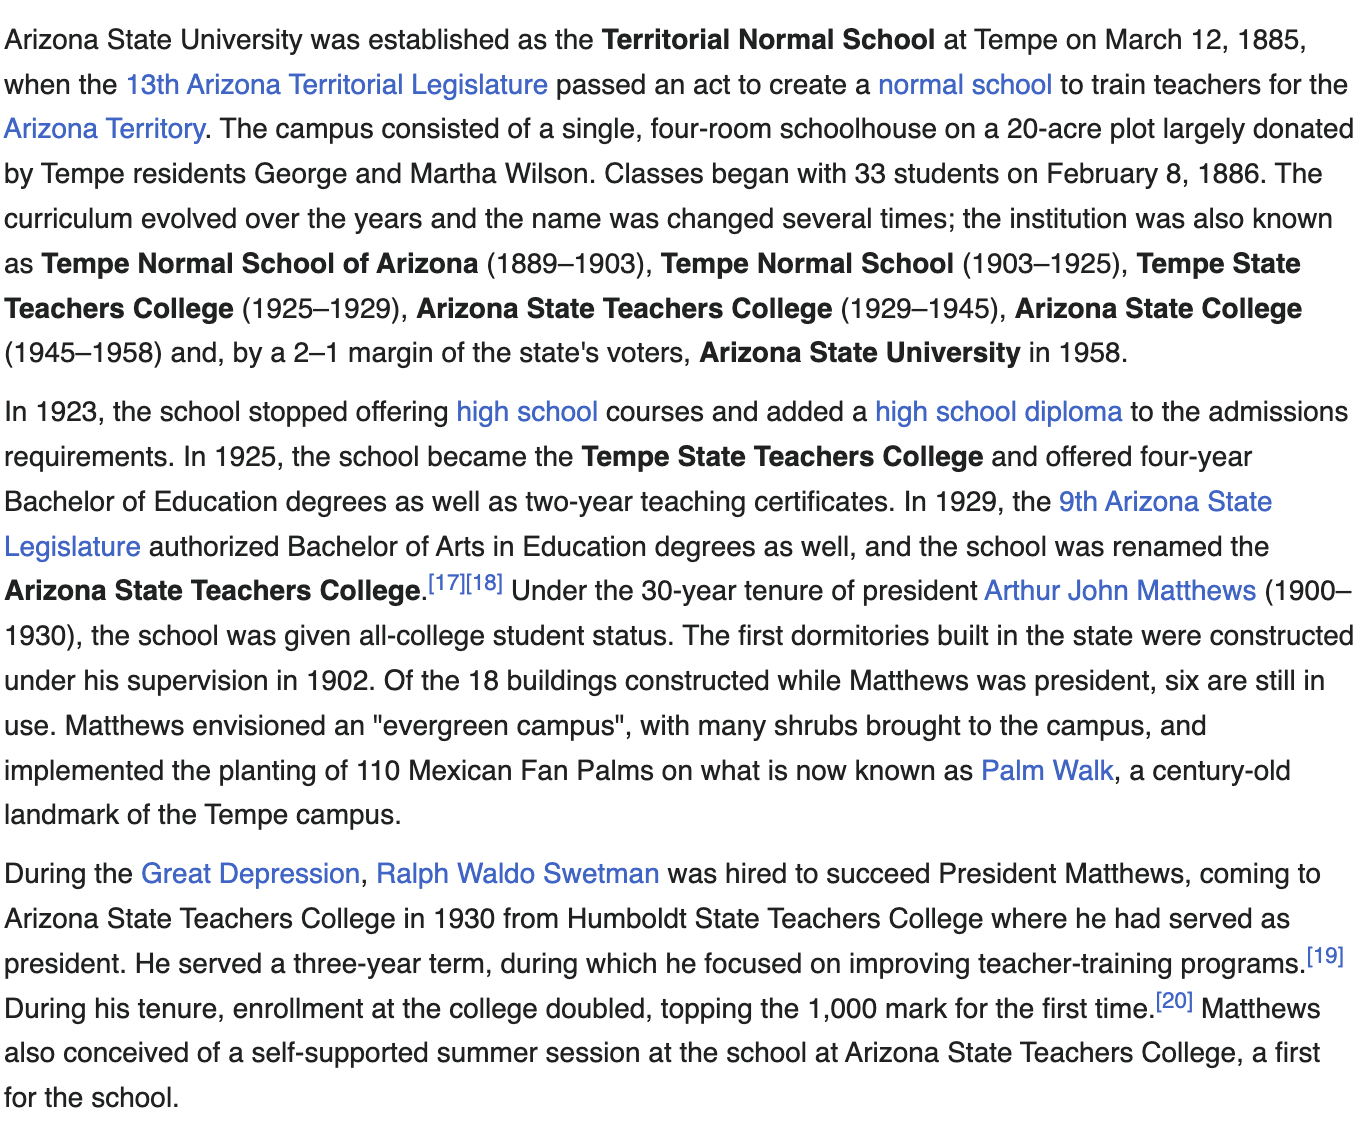 Arizona State University was established as the Territorial Normal School at Tempe on March 12, 1885,
when the 13th Arizona Territorial Legislature passed an act to create a normal school to train teachers for the
Arizona Territory. The campus consisted of a single, four-room schoolhouse on a 20-acre plot largely donated
by Tempe residents George and Martha Wilson. Classes began with 33 students on February 8, 1886. The
curriculum evolved over the years and the name was changed several times; the institution was also known
as Tempe Normal School of Arizona (1889–1903), Tempe Normal School (1903–1925), Tempe State
Teachers College (1925–1929), Arizona State Teachers College (1929–1945), Arizona State College
(1945–1958) and, by a 2–1 margin of the state's voters, Arizona State University in 1958.
In 1923, the school stopped offering high school courses and added a high school diploma to the admissions
requirements. In 1925, the school became the Tempe State Teachers College and offered four-year
Bachelor of Education degrees as well as two-year teaching certificates. In 1929, the 9th Arizona State
Legislature authorized Bachelor of Arts in Education degrees as well, and the school was renamed the
Arizona State Teachers College.[17][18] Under the 30-year tenure of president Arthur John Matthews (1900–
1930), the school was given all-college student status. The first dormitories built in the state were constructed
under his supervision in 1902. Of the 18 buildings constructed while Matthews was president, six are still in
use. Matthews envisioned an "evergreen campus", with many shrubs brought to the campus, and
implemented the planting of 110 Mexican Fan Palms on what is now known as Palm Walk, a century-old
landmark of the Tempe campus.
During the Great Depression, Ralph Waldo Swetman was hired to succeed President Matthews, coming to
Arizona State Teachers College in 1930 from Humboldt State Teachers College where he had served as
president. He served a three-year term, during which he focused on improving teacher-training programs.[19]
During his tenure, enrollment at the college doubled, topping the 1,000 mark for the first time.[20] Matthews
also conceived of a self-supported summer session at the school at Arizona State Teachers College, a first
for the school.